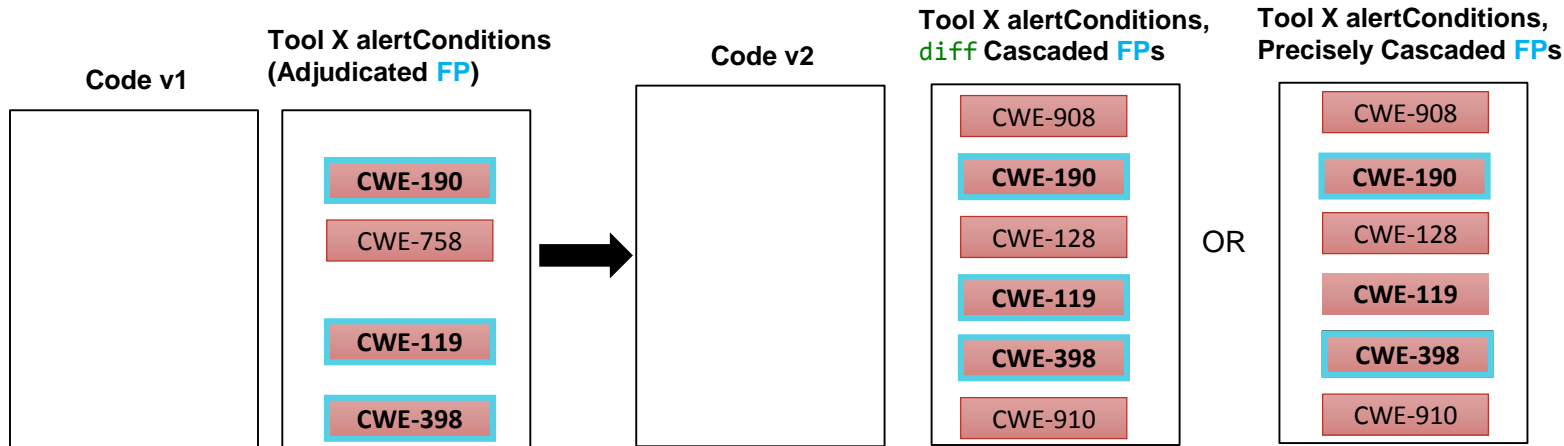 Code v1
Tool X alertConditions
(Adjudicated FP)
CWE-190
CWE-758
CWE-119
CWE-398
Code v2
Tool X alertConditions,
diff Cascaded FPs
CWE-908
CWE-190
CWE-128
CWE-119
CWE-398
CWE-910
OR
Tool X alertConditions,
Precisely Cascaded FPs
CWE-908
CWE-190
CWE-128
CWE-119
CWE-398
CWE-910